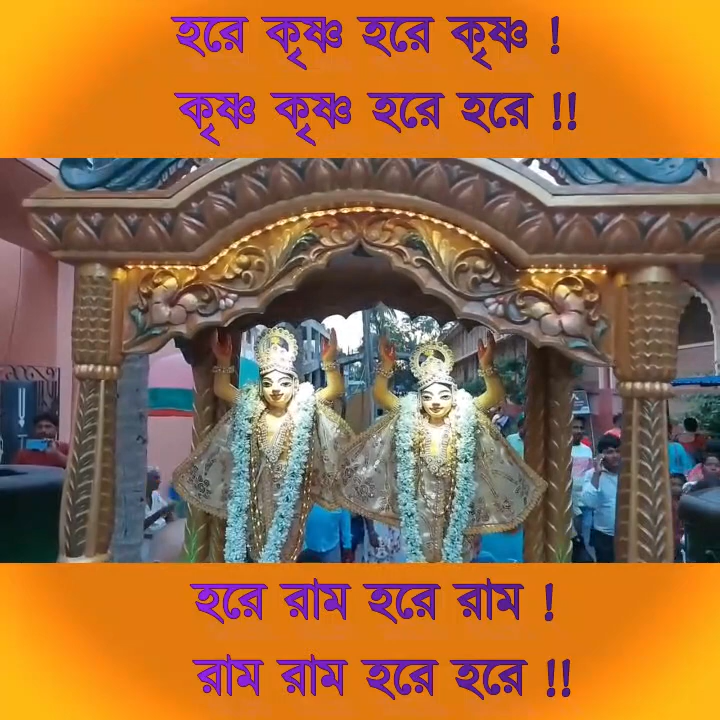 হরে কৃষ্ণ হরে কৃষ্ণ !
কৃষ্ণ কৃষ্ণ হরে হরে !!
হরে রাম হরে রাম !
রাম রাম হরে হরে !!